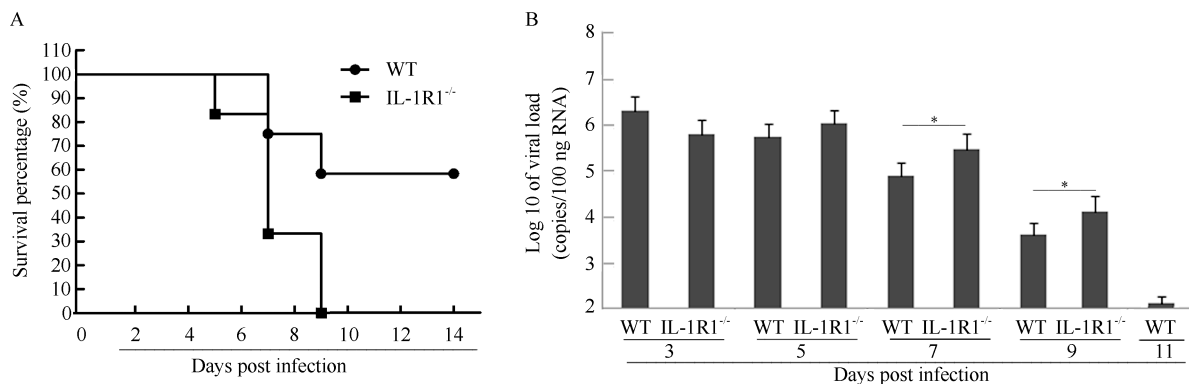 A
110
100
90
80
70
60
50
40
30
20
10
0
Survival percentage (%)
0 2 4 6 8 10 12 14
Days post infection
WT
IL-1R1-/-
B
8
7
6
5
4
3
2
Log 10 of viral load
(copies/100 ng RNA)
* *
WT IL-1R1-/- WT IL-1R1-/- WT IL-1R1-/- WT IL-1R1-/- WT
3 5 7 9 11
Days post infection